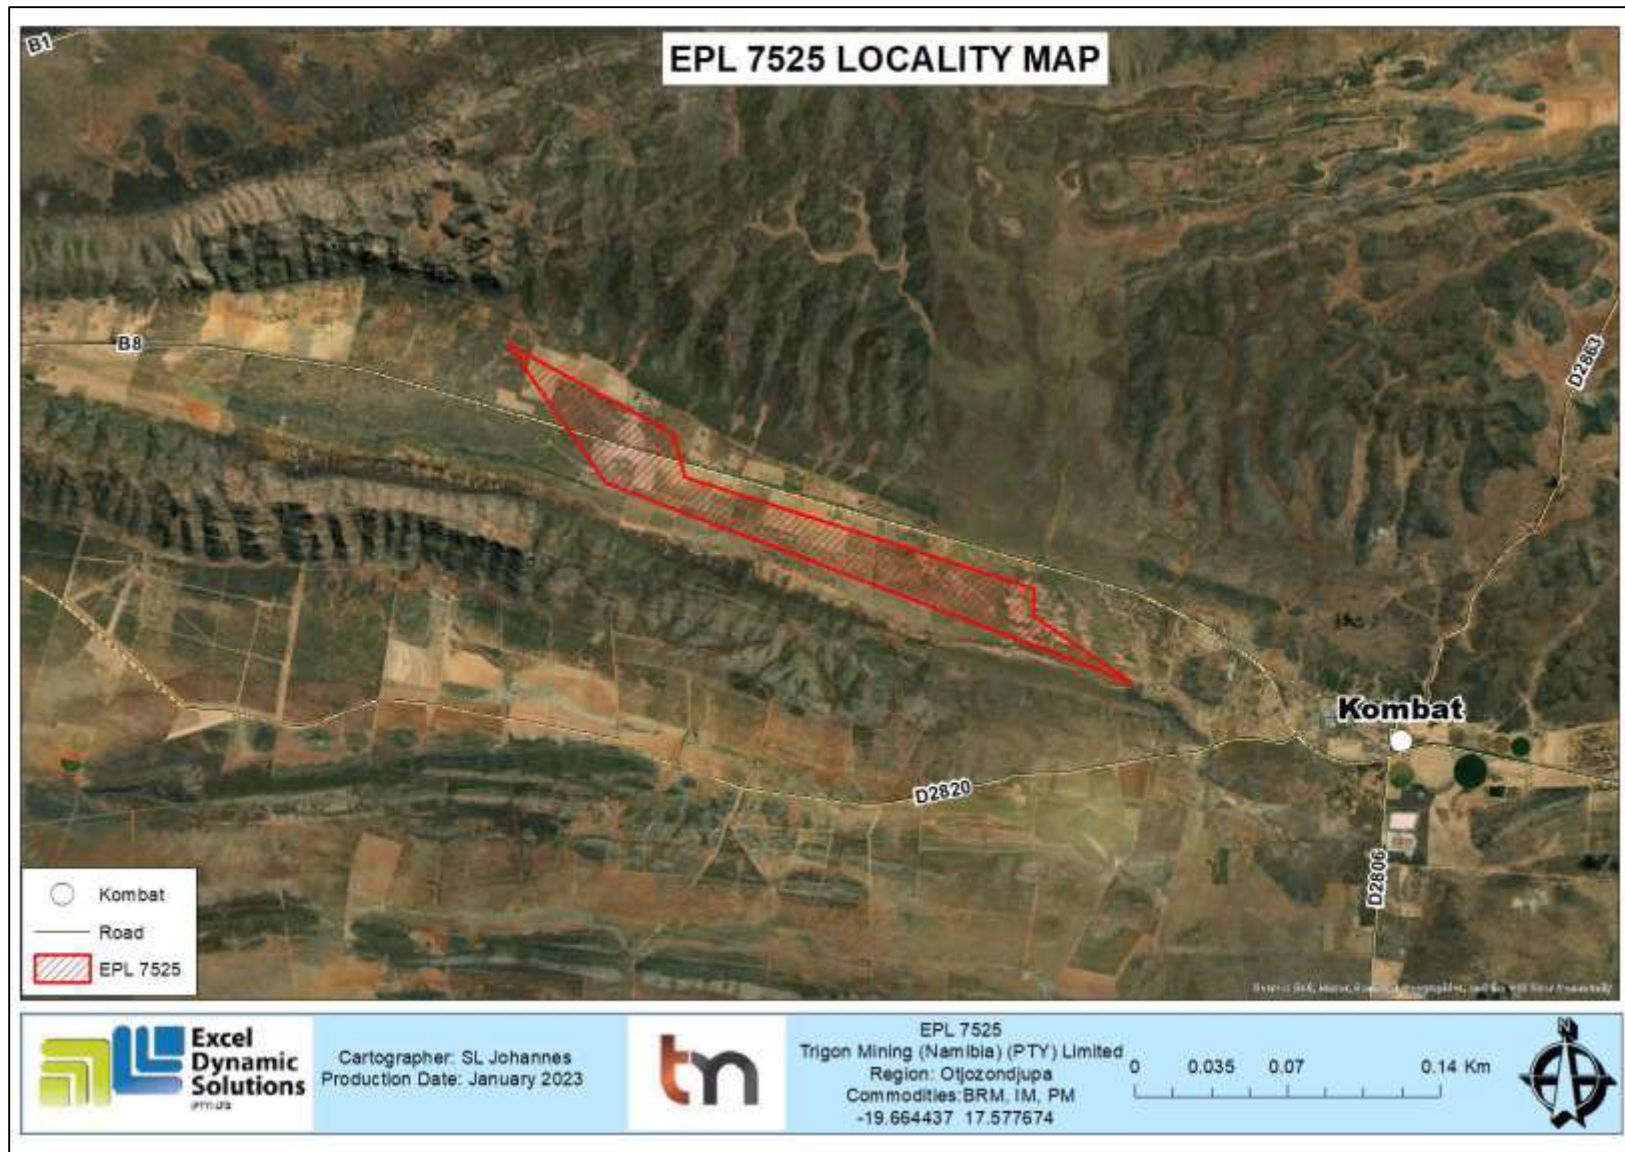 EPL 7525 LOCALITY MAP
B1
B8
D2863
Kombat
D2820
D2806
Kombat
Road
EPL 7525
Excel
Dynamic
Solutions
(PTY) LTD
Cartographer: SL Johannes
Production Date: January 2023
tm
EPL 7525
Trigon Mining (Namibia) (PTY) Limited
Region: Otjozondjupa
Commodities:BRM, IM, PM
-19.664437 17.577674
0 0.035 0.07 0.14 Km
N